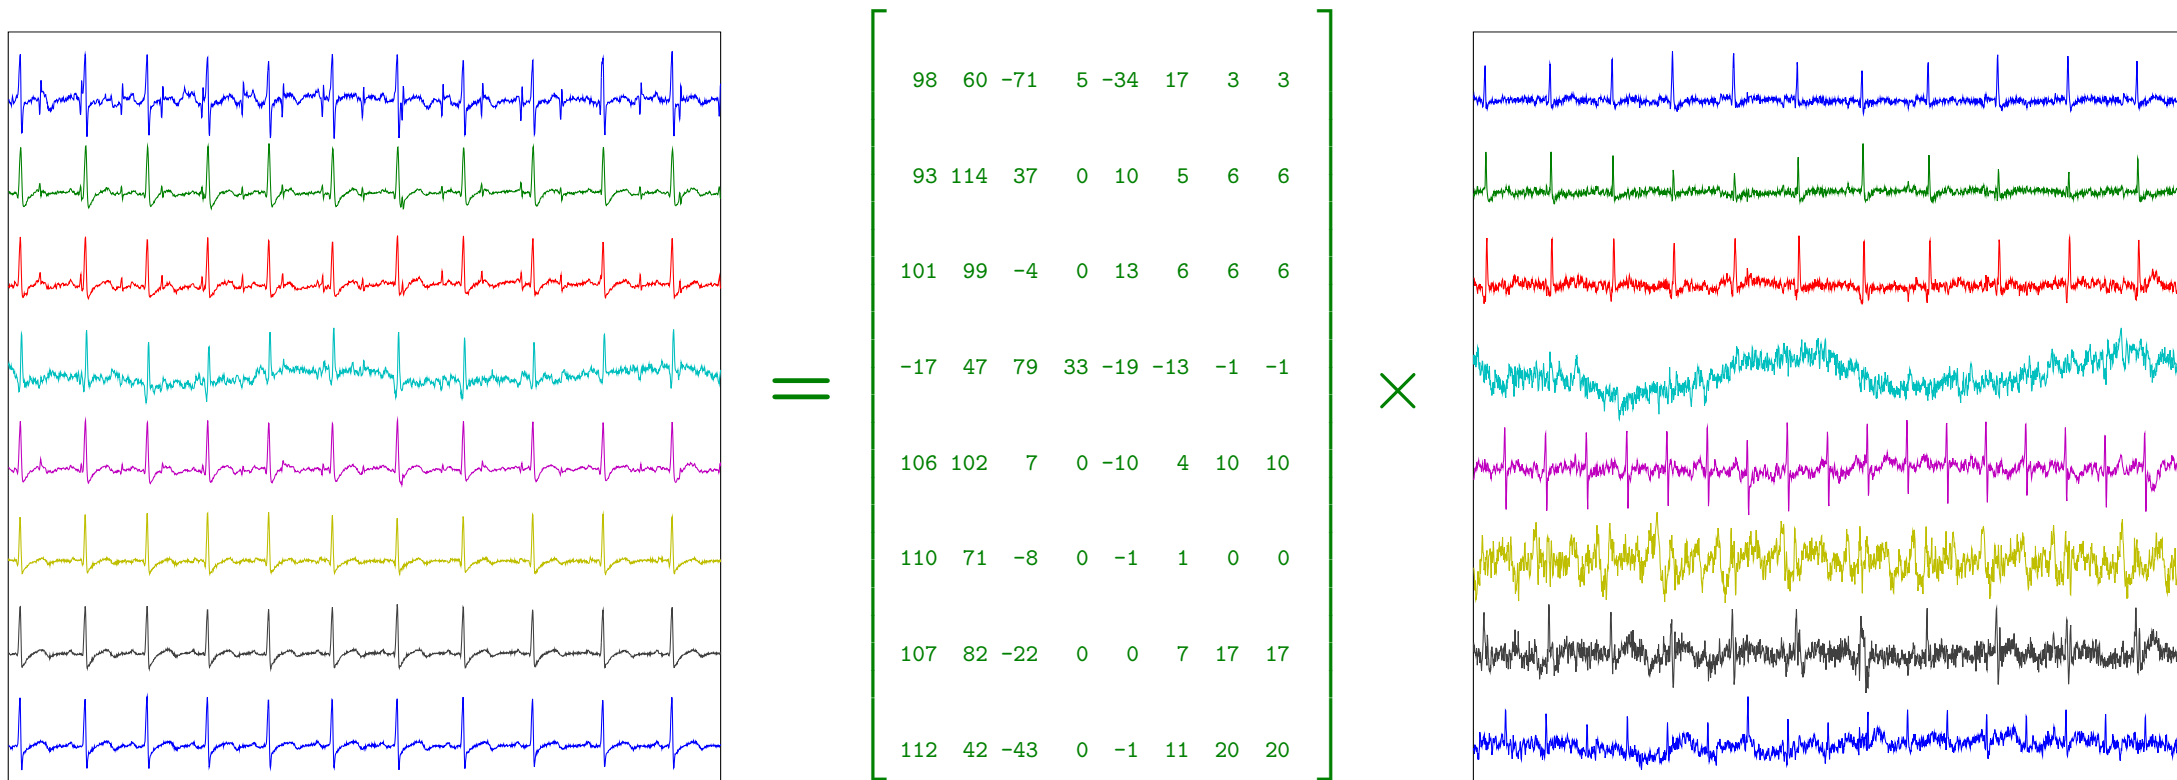 98 60 −71 5 −34 17 3 3
93 114 37 0 10 5 6 6
101 99 −4 0 13 6 6 6
= −17 47 79 33 −19 −13 −1 −1 ×
106 102 7 0 −10 4 10 10
110 71 −8 0 −1 1 0 0
107 82 −22 0 0 7 17 17
112 42 −43 0 −1 11 20 20